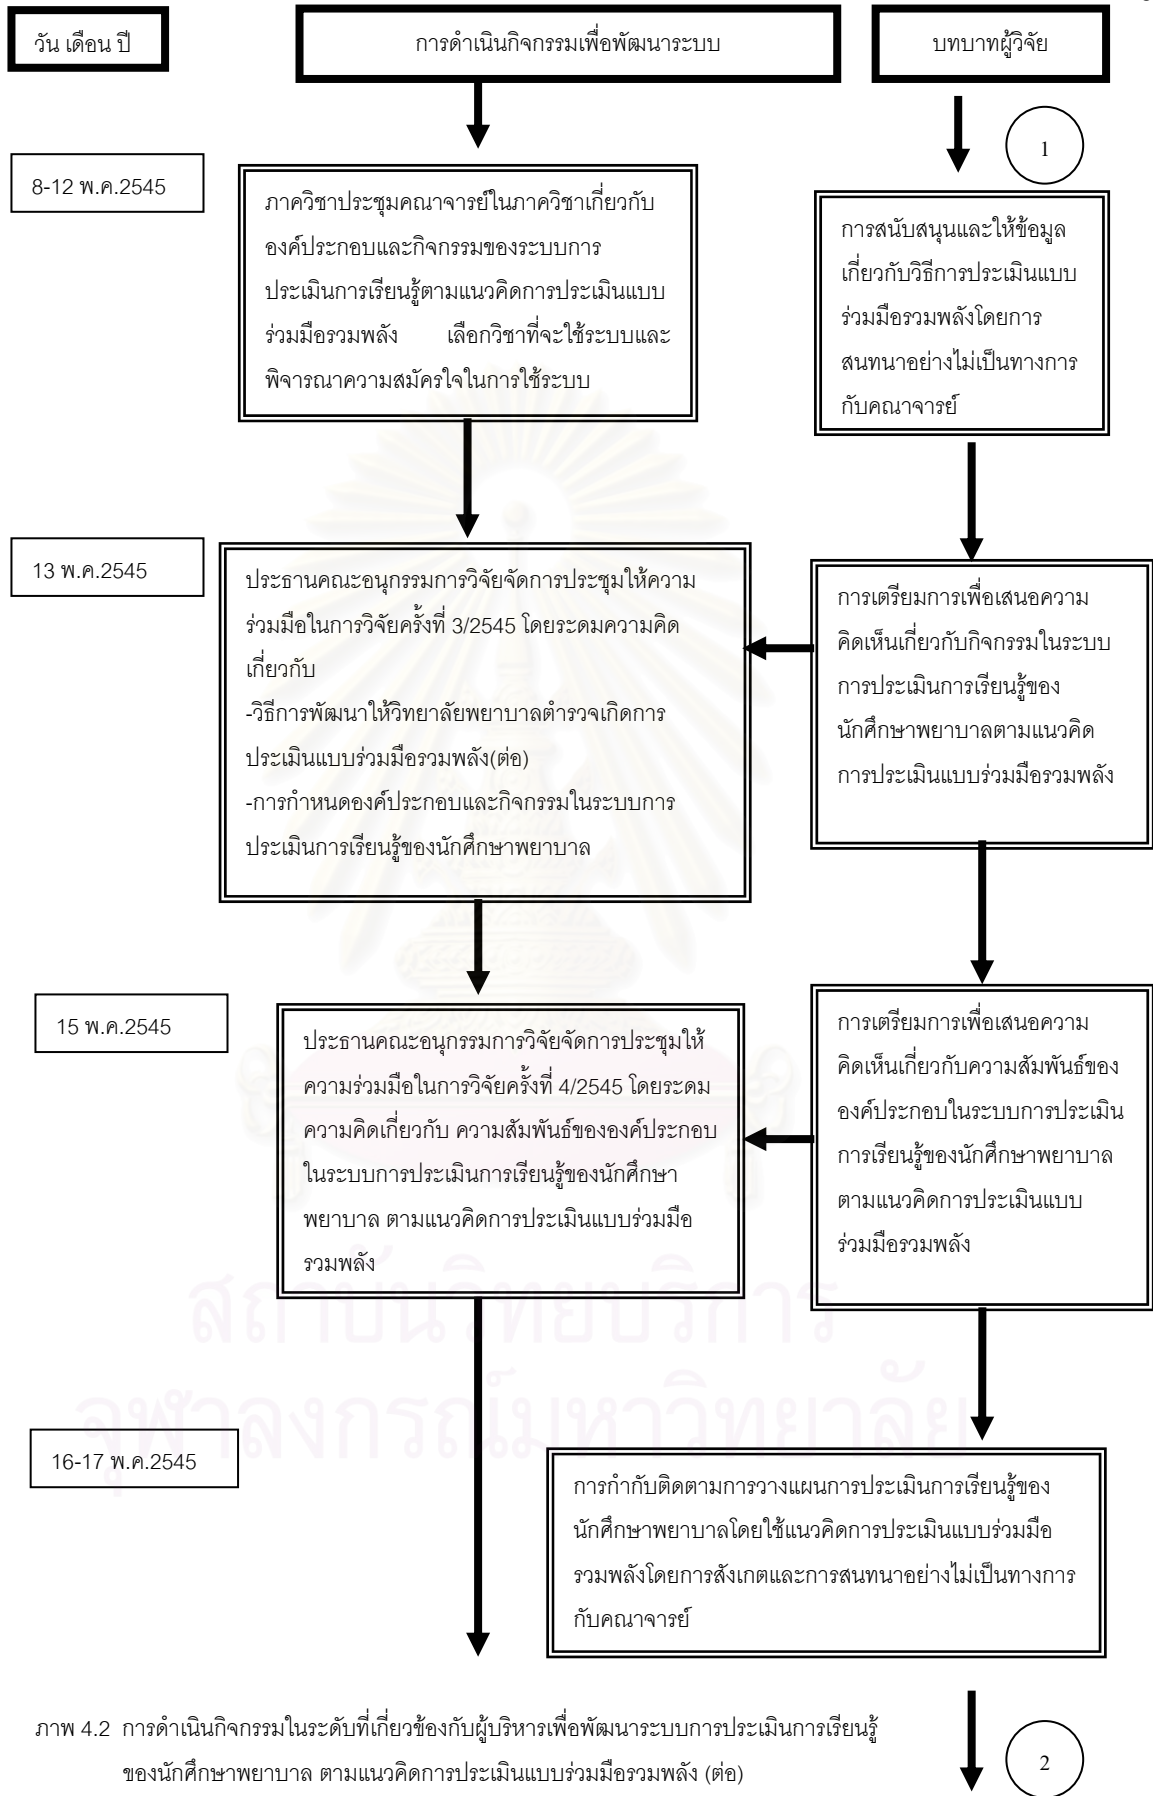 วัน เดือน ปี
การดำเนินกิจกรรมเพื่อพัฒนาระบบ
บทบาทผู้วิจัย
1
8-12 พ.ค.2545
ภาควิชาประชุมคณาจารย์ในภาควิชาเกี่ยวกับ
องค์ประกอบและกิจกรรมของระบบการ
ประเมินการเรียนรู้ตามแนวคิดการประเมินแบบ
ร่วมมือรวมพลัง เลือกวิชาที่จะใช้ระบบและ
พิจารณาความสมัครใจในการใช้ระบบ
การสนับสนุนและให้ข้อมูล
เกี่ยวกับวิธีการประเมินแบบ
ร่วมมือรวมพลังโดยการ
สนทนาอย่างไม่เป็นทางการ
กับคณาจารย์
13 พ.ค.2545
ประธานคณะอนุกรรมการวิจัยจัดการประชุมให้ความ
ร่วมมือในการวิจัยครั้งที่ 3/2545 โดยระดมความคิด
เกี่ยวกับ
-วิธีการพัฒนาให้วิทยาลัยพยาบาลตำรวจเกิดการ
ประเมินแบบร่วมมือรวมพลัง(ต่อ)
-การกำหนดองค์ประกอบและกิจกรรมในระบบการ
ประเมินการเรียนรู้ของนักศึกษาพยาบาล
การเตรียมการเพื่อเสนอความ
คิดเห็นเกี่ยวกับกิจกรรมในระบบ
การประเมินการเรียนรู้ของ
นักศึกษาพยาบาลตามแนวคิด
การประเมินแบบร่วมมือรวมพลัง
15 พ.ค.2545
ประธานคณะอนุกรรมการวิจัยจัดการประชุมให้
ความร่วมมือในการวิจัยครั้งที่ 4/2545 โดยระดม
ความคิดเกี่ยวกับ ความสัมพันธ์ขององค์ประกอบ
ในระบบการประเมินการเรียนรู้ของนักศึกษา
พยาบาล ตามแนวคิดการประเมินแบบร่วมมือ
รวมพลัง
การเตรียมการเพื่อเสนอความ
คิดเห็นเกี่ยวกับความสัมพันธ์ของ
องค์ประกอบในระบบการประเมิน
การเรียนรู้ของนักศึกษาพยาบาล
ตามแนวคิดการประเมินแบบ
ร่วมมือรวมพลัง
สถาบันวิทยบริการ
จุฬาลงกรณ์มหาวิทยาลัย
16-17 พ.ค.2545
การกำกับติดตามการวางแผนการประเมินการเรียนรู้ของ
นักศึกษาพยาบาลโดยใช้แนวคิดการประเมินแบบร่วมมือ
รวมพลังโดยการสังเกตและการสนทนาอย่างไม่เป็นทางการ
กับคณาจารย์
ภาพ 4.2 การดำเนินกิจกรรมในระดับที่เกี่ยวข้องกับผู้บริหารเพื่อพัฒนาระบบการประเมินการเรียนรู้
ของนักศึกษาพยาบาล ตามแนวคิดการประเมินแบบร่วมมือรวมพลัง (ต่อ)
2